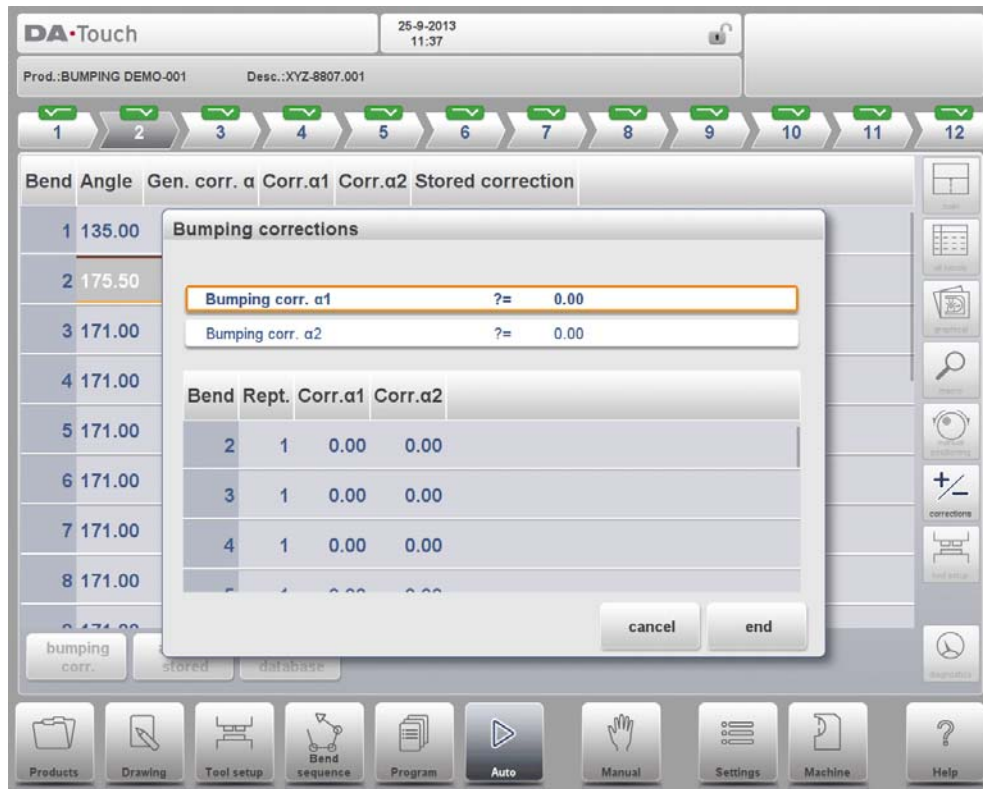 DA·Touch
25-9-2013
11:37
Prod.:BUMPING DEMO-001 Desc.:XYZ-8807.001
1 2 3 4 5 6 7 8 9 10 11 12
Bend Angle Gen. corr. α Corr.α1 Corr.α2 Stored correction
1 135.00
2 175.50
3 171.00
4 171.00
5 171.00
6 171.00
7 171.00
8 171.00
Bumping corrections
Bumping corr. α1 ?= 0.00
Bumping corr. α2 ?= 0.00
Bend Rept. Corr.α1 Corr.α2
2 1 0.00 0.00
3 1 0.00 0.00
4 1 0.00 0.00
cancel end
bumping
corr.
stored
database
manual
positioning
corrections
tool setup
diagnostics
Products Drawing Tool setup Bend sequence Program Auto Manual Settings Machine Help